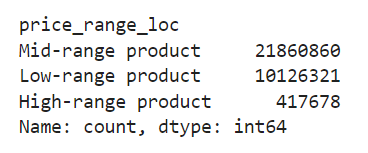 price_range_loc
Mid-range product 21860860
Low-range product 10126321
High-range product 417678
Name: count, dtype: int64